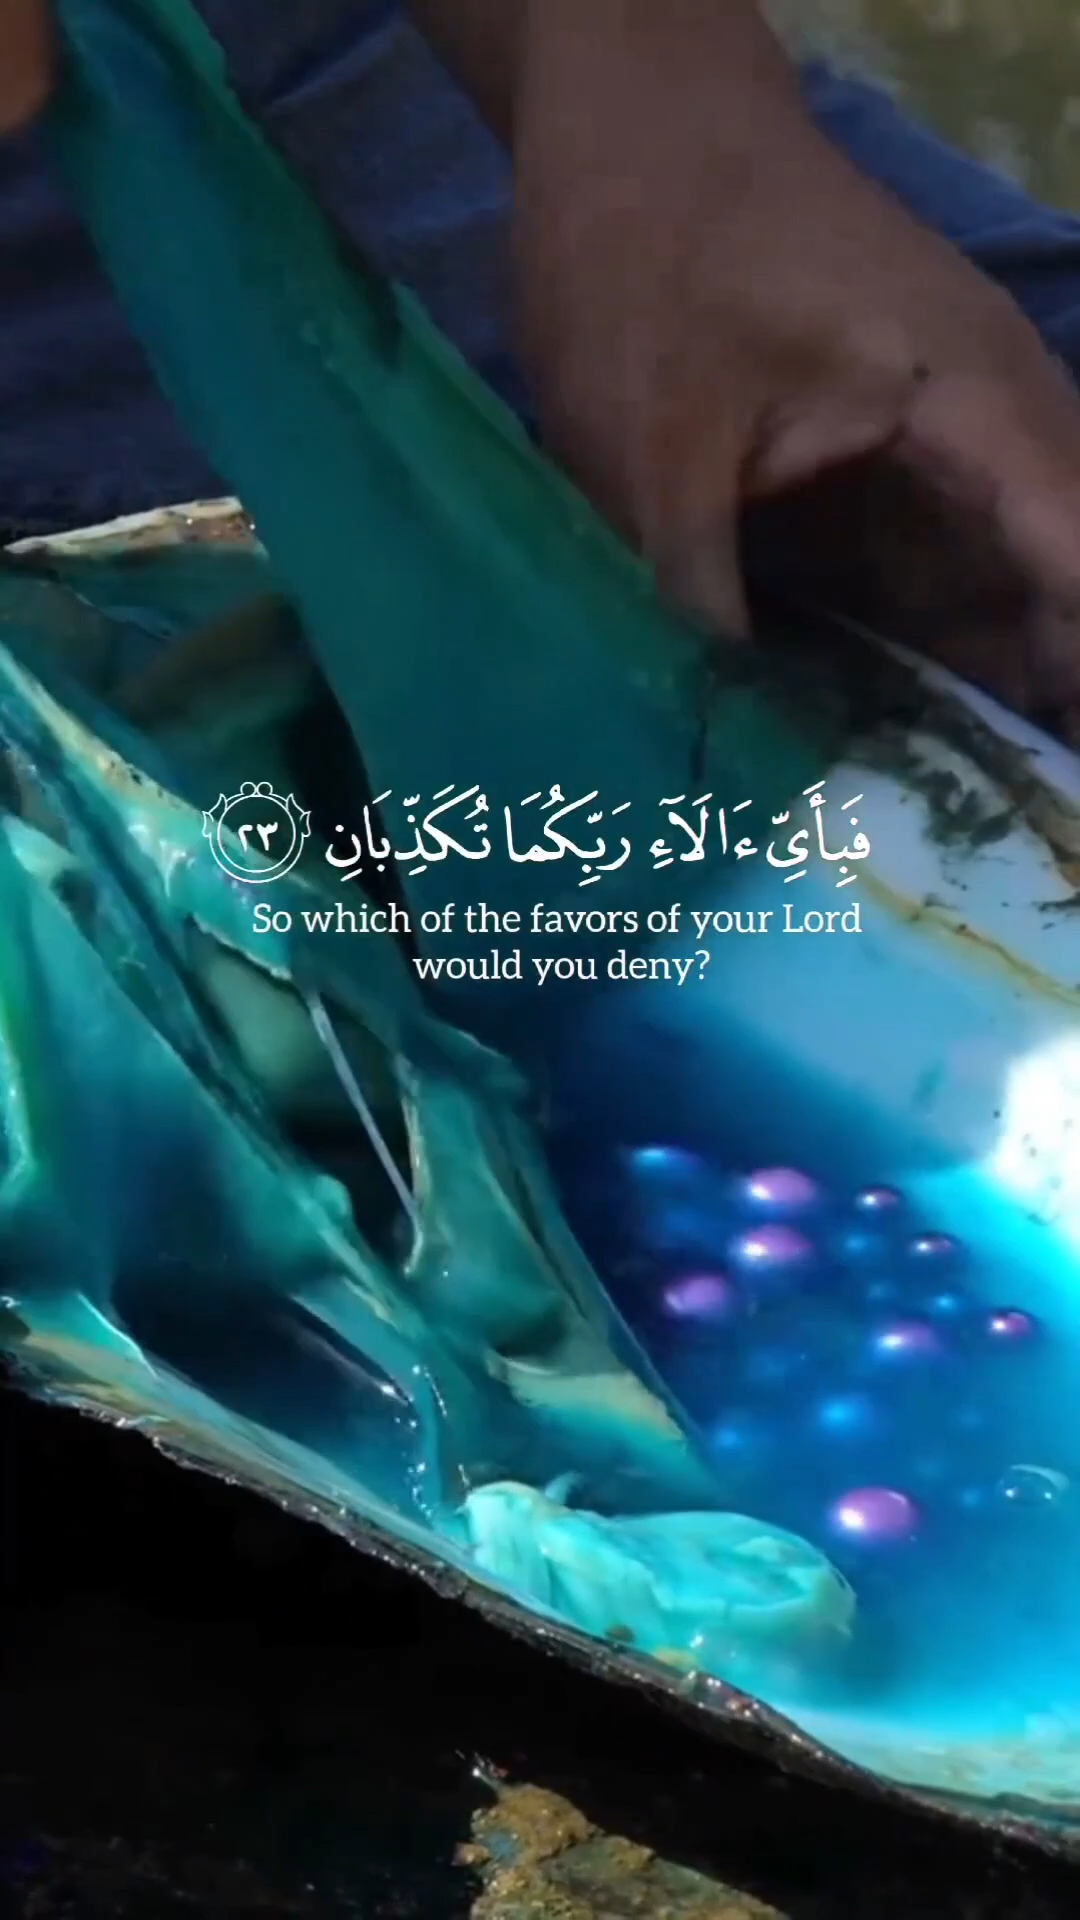 فَبِأَىِّ ءَالَآءِ رَبِّكُمَا تُكَذِّبَانِ ٢٣
So which of the favors of your Lord
would you deny?